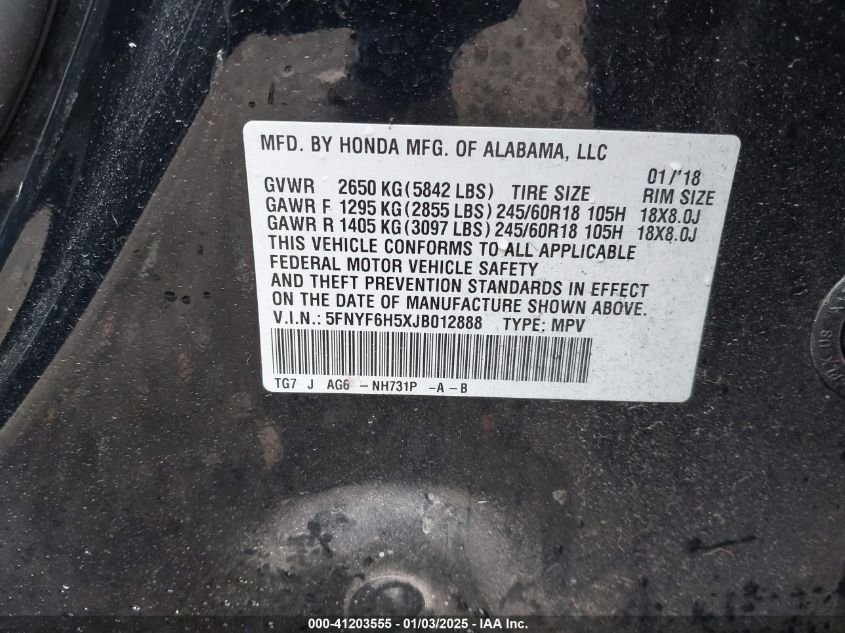 MFD. BY HONDA MFG. OF ALABAMA, LLC
01/'18
GVWR 2650 KG(5842 LBS) TIRE SIZE RIM SIZE
GAWR F 1295 KG(2855 LBS) 245/60R18 105H 18X8.0J
GAWR R 1405 KG(3097 LBS) 245/60R18 105H 18X8.0J
THIS VEHICLE CONFORMS TO ALL APPLICABLE
FEDERAL MOTOR VEHICLE SAFETY
AND THEFT PREVENTION STANDARDS IN EFFECT
ON THE DATE OF MANUFACTURE SHOWN ABOVE.
V.I.N.: 5FNYF6H5XJB012888 TYPE: MPV
TG7 J AG6 - NH731P -A-B
000-41203555 - 01/03/2025 - IAA Inc.